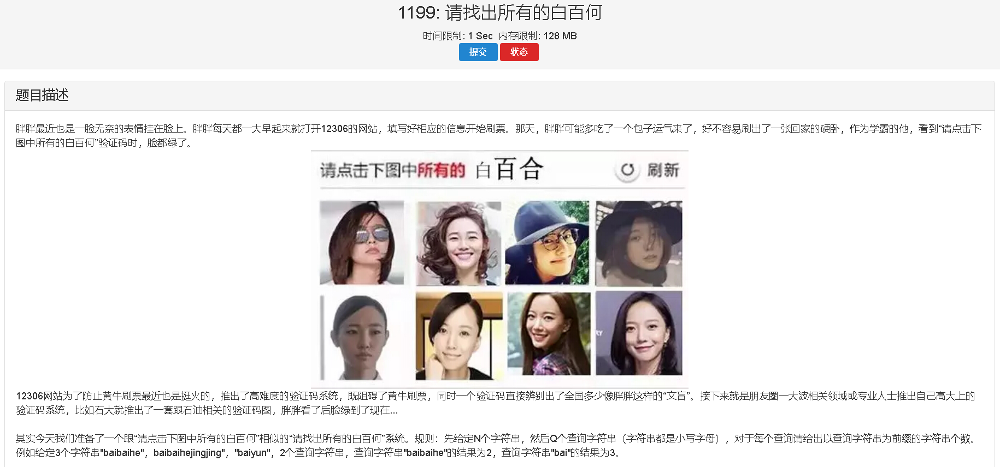 1199: 请找出所有的白百何
时间限制: 1 Sec  内存限制: 128 MB
提交 状态
题目描述
胖胖最近也是一脸无奈的表情挂在脸上。胖胖每天都一大早起来就打开12306的网站，填写好相应的信息开始刷票。那天，胖胖可能多吃了一个包子运气来了，好不容易刷出了一张回家的硬卧，作为学霸的他，看到“请点击下
图中所有的白百何”验证码时，脸都绿了。
请点击下图中所有的 白百合 刷新
RY
12306网站为了防止黄牛刷票最近也是挺火的，推出了高难度的验证码系统，既阻碍了黄牛刷票，同时一个验证码直接辨别出了全国多少像胖胖这样的“文盲”。接下来就是朋友圈一大波相关领域或专业人士推出自己高大上的
验证码系统，比如石大就推出了一套跟石油相关的验证码图，胖胖看了后脸绿到了现在...
其实今天我们准备了一个跟“请点击下图中所有的白百何”相似的“请找出所有的白百何”系统。规则：先给定N个字符串，然后Q个查询字符串（字符串都是小写字母），对于每个查询请给出以查询字符串为前缀的字符串个数。
例如给定3个字符串"baibaihe"，baibaihejingjing"，"baiyun"，2个查询字符串，查询字符串"baibaihe"的结果为2，查询字符串"bai"的结果为3。